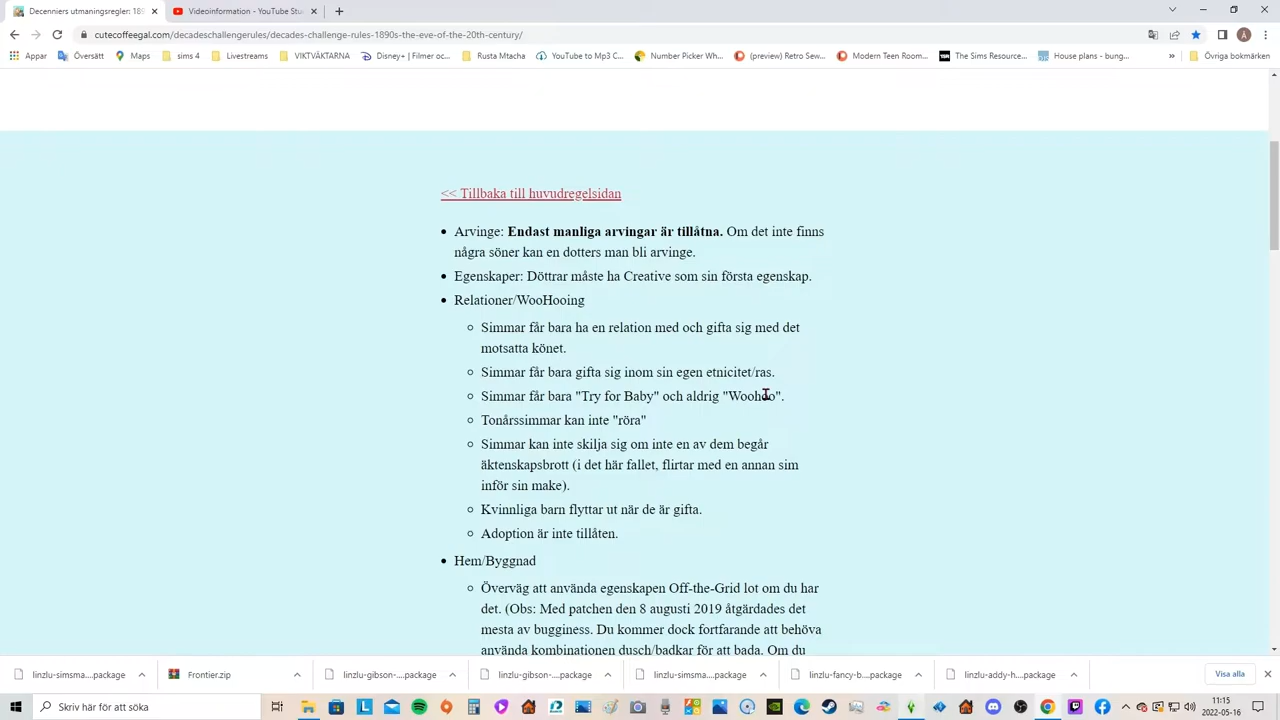 Decenniers utmaningsregler: 189
Videoinformation - YouTube Stu
cutecoffeegal.com/decadeschallengerules/decades-challenge-rules-1890s-the-eve-of-the-20th-century/
Appar Översätt Maps sims 4 Livestreams VIKTVÄKTARNA Disney+ | Filmer oc... Rusta Mtacha YouTube to Mp3 C... Number Picker Wh... (preview) Retro Sew... Modern Teen Room... The Sims Resource... House plans - bung... » Övriga bokmärken
<< Tillbaka till huvudregelsidan
Arvinge: Endast manliga arvingar är tillåtna. Om det inte finns
några söner kan en dotters man bli arvinge.
Egenskaper: Döttrar måste ha Creative som sin första egenskap.
Relationer/WooHooing
Simmar får bara ha en relation med och gifta sig med det
motsatta könet.
Simmar får bara gifta sig inom sin egen etnicitet/ras.
Simmar får bara "Try for Baby" och aldrig "Woohoo".
Tonårssimmar kan inte "röra"
Simmar kan inte skilja sig om inte en av dem begår
äktenskapsbrott (i det här fallet, flirtar med en annan sim
inför sin make).
Kvinnliga barn flyttar ut när de är gifta.
Adoption är inte tillåten.
Hem/Byggnad
Överväg att använda egenskapen Off-the-Grid lot om du har
det. (Obs: Med patchen den 8 augusti 2019 åtgärdades det
mesta av bugginess. Du kommer dock fortfarande att behöva
använda kombinationen dusch/badkar för att bada. Om du
linzlu-simsma....package Frontier.zip linzlu-gibson-....package linzlu-gibson-....package linzlu-simsma....package linzlu-fancy-b....package linzlu-addy-h....package Visa alla
Skriv här för att söka
11:15
2022-05-16